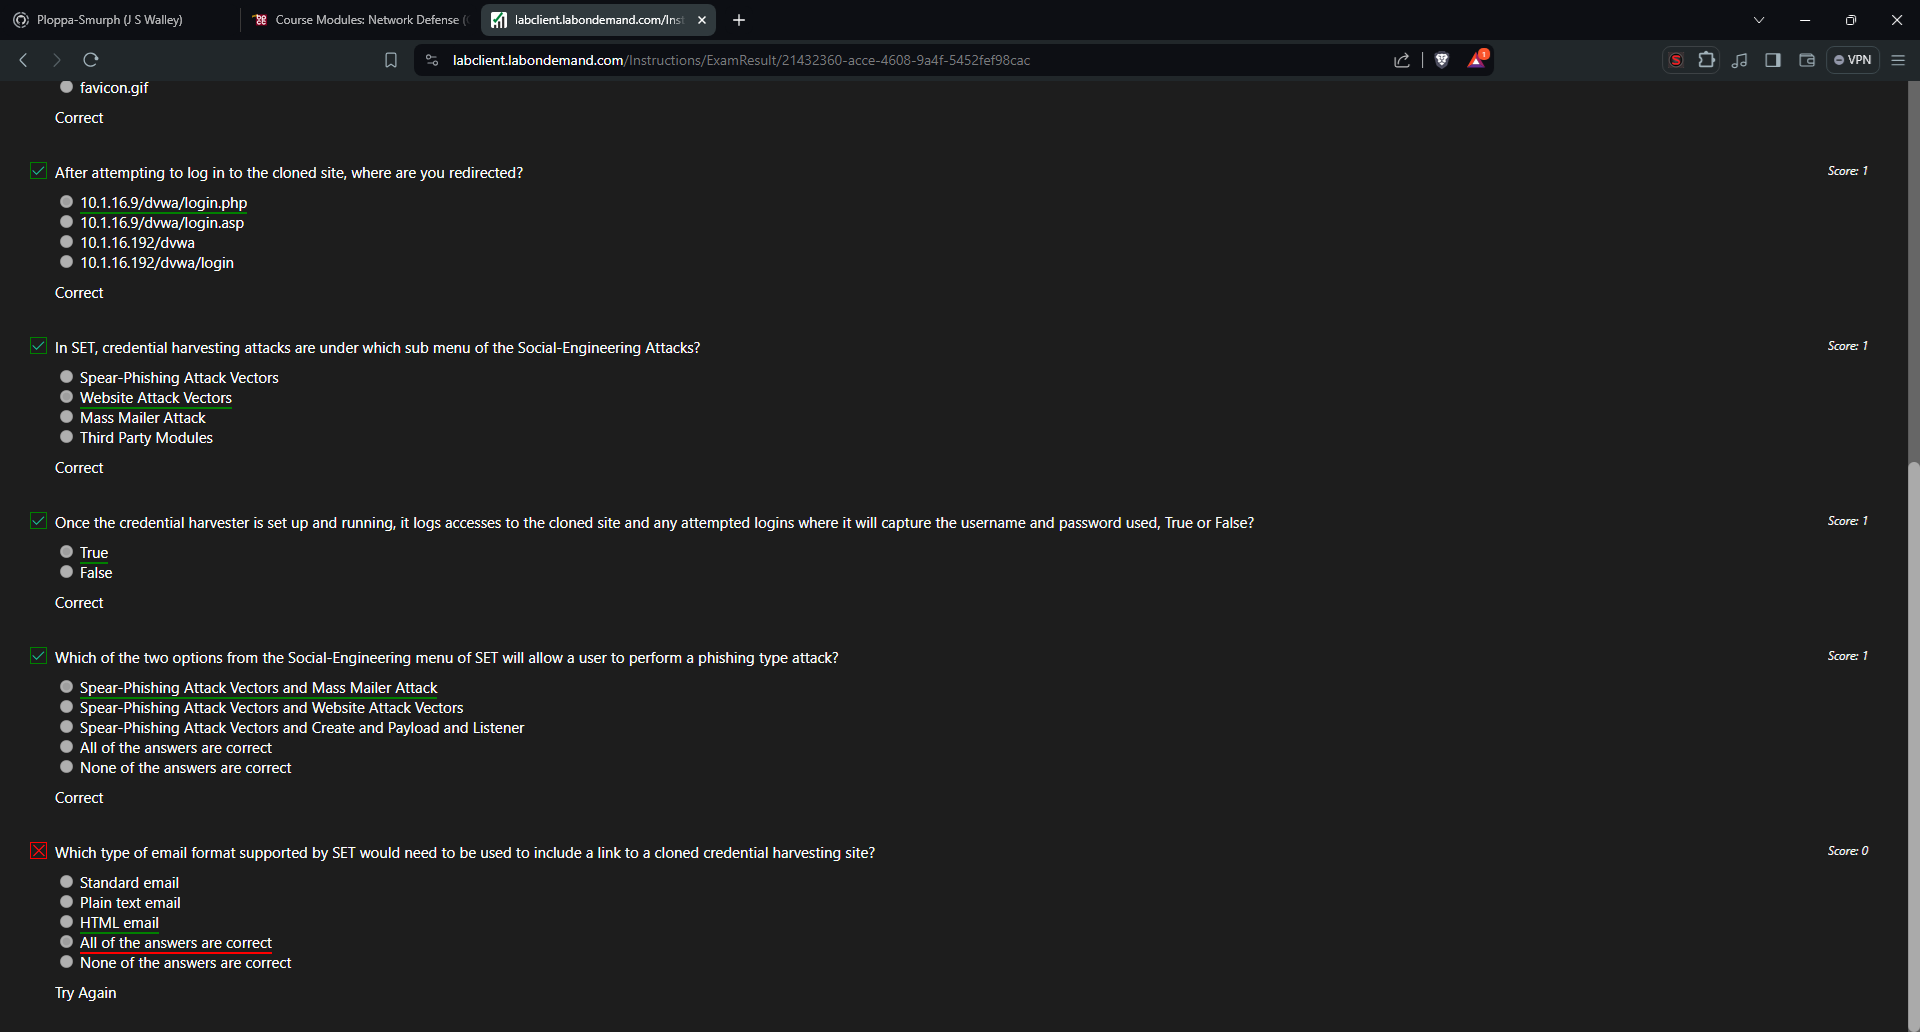 Ploppa-Smurph (J S Walley)
Course Modules: Network Defense (
labclient.labondemand.com/Inst
labclient.labondemand.com/Instructions/ExamResult/21432360-acce-4608-9a4f-5452fef98cac
1
VPN
favicon.gif
Correct
After attempting to log in to the cloned site, where are you redirected?
Score: 1
10.1.16.9/dvwa/login.php
10.1.16.9/dvwa/login.asp
10.1.16.192/dvwa
10.1.16.192/dvwa/login
Correct
In SET, credential harvesting attacks are under which sub menu of the Social-Engineering Attacks?
Score: 1
Spear-Phishing Attack Vectors
Website Attack Vectors
Mass Mailer Attack
Third Party Modules
Correct
Once the credential harvester is set up and running, it logs accesses to the cloned site and any attempted logins where it will capture the username and password used, True or False?
Score: 1
True
False
Correct
Which of the two options from the Social-Engineering menu of SET will allow a user to perform a phishing type attack?
Score: 1
Spear-Phishing Attack Vectors and Mass Mailer Attack
Spear-Phishing Attack Vectors and Website Attack Vectors
Spear-Phishing Attack Vectors and Create and Payload and Listener
All of the answers are correct
None of the answers are correct
Correct
Which type of email format supported by SET would need to be used to include a link to a cloned credential harvesting site?
Score: 0
Standard email
Plain text email
HTML email
All of the answers are correct
None of the answers are correct
Try Again